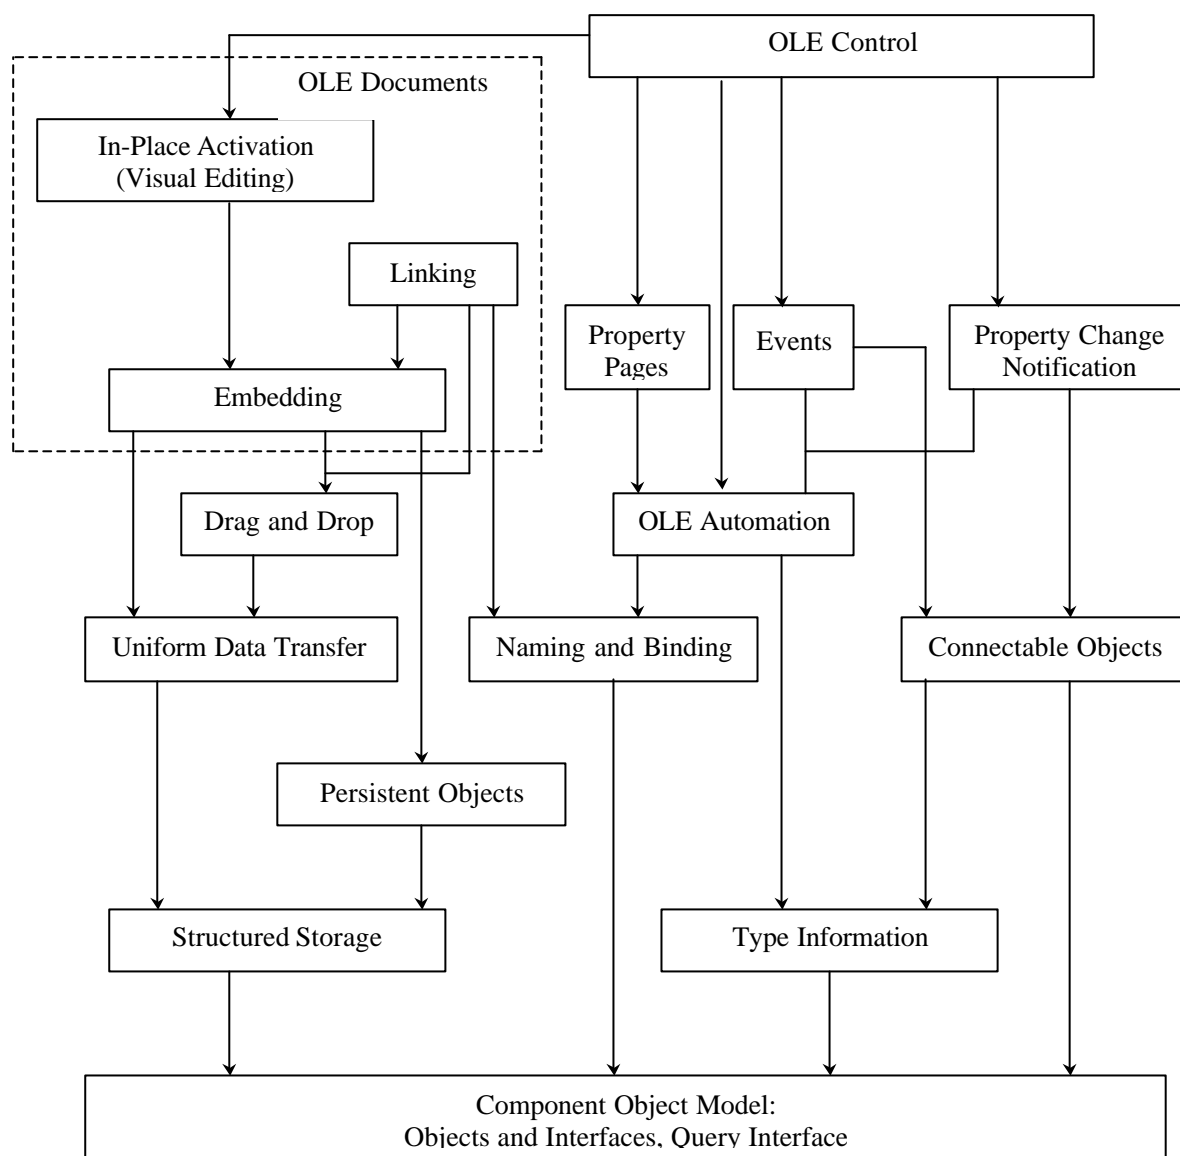 OLE Control
OLE Documents
In-Place Activation
(Visual Editing)
Linking
Property
Pages
Events
Property Change
Notification
Embedding
Drag and Drop
OLE Automation
Uniform Data Transfer
Naming and Binding
Connectable Objects
Persistent Objects
Structured Storage
Type Information
Component Object Model:
Objects and Interfaces, Query Interface